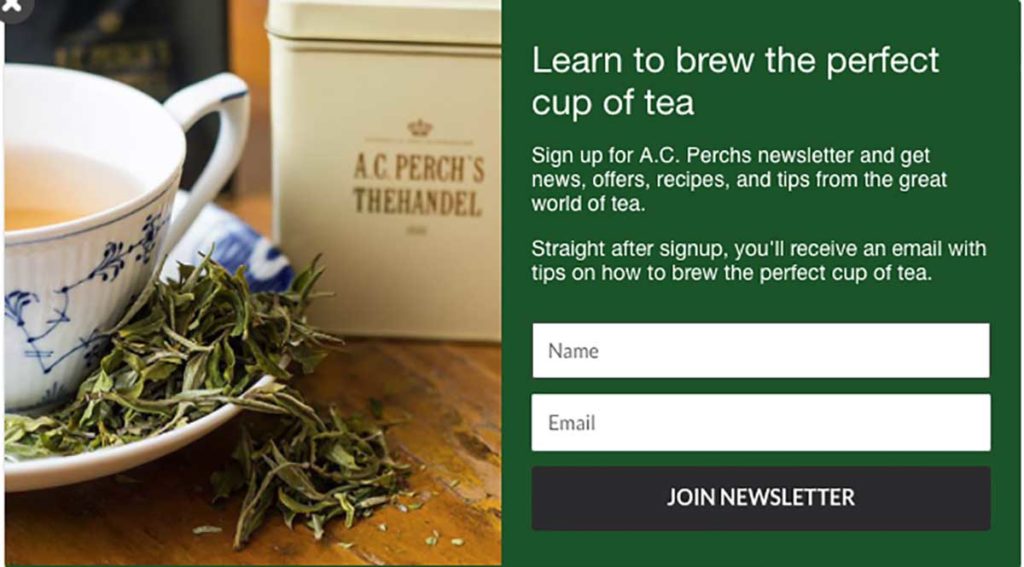 A.C. PERCH'S
THEHANDEL
Learn to brew the perfect
cup of tea
Sign up for A.C. Perchs newsletter and get
news, offers, recipes, and tips from the great
world of tea.
Straight after signup, you'll receive an email with
tips on how to brew the perfect cup of tea.
Name
Email
JOIN NEWSLETTER